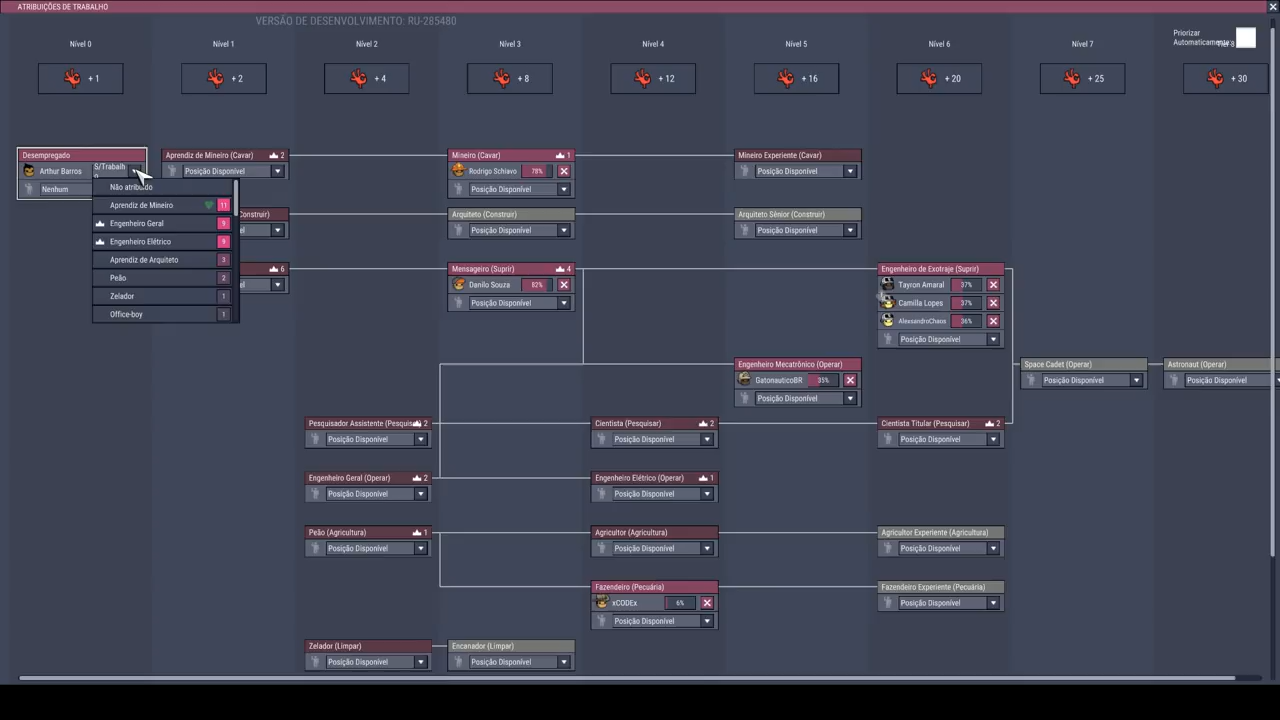 ATRIBUIÇÕES DE TRABALHO
VERSÃO DE DESENVOLVIMENTO: RU-285480
Priorizar
Automaticamente
Nível 0
Nível 1
Nível 2
Nível 3
Nível 4
Nível 5
Nível 6
Nível 7
+ 1
+ 2
+ 4
+ 8
+ 12
+ 16
+ 20
+ 25
+ 30
Desempregado
Arthur Barros
S/Trabalh
Nenhum
Não atribuído
Aprendiz de Mineiro 11
Engenheiro Geral 9
Engenheiro Elétrico 9
Aprendiz de Arquiteto 3
Peão 2
Zelador 1
Office-boy 1
Aprendiz de Mineiro (Cavar) 2
Posição Disponível
Mineiro (Cavar) 1
Rodrigo Schiavo 78%
Posição Disponível
Mineiro Experiente (Cavar)
Posição Disponível
Construir)
Arquiteto (Construir)
Posição Disponível
Arquiteto Sênior (Construir)
Posição Disponível
6
Mensageiro (Suprir) 4
Danilo Souza 82%
Posição Disponível
Engenheiro de Exotraje (Suprir)
Tayron Amaral 37%
Camilla Lopes 37%
AlessandroChaos 36%
Posição Disponível
Engenheiro Mecatrônico (Operar)
GatonauticoBR 35%
Posição Disponível
Space Cadet (Operar)
Posição Disponível
Astronaut (Operar)
Posição Disponível
Pesquisador Assistente (Pesquisar) 2
Posição Disponível
Cientista (Pesquisar) 2
Posição Disponível
Cientista Titular (Pesquisar) 2
Posição Disponível
Engenheiro Geral (Operar) 2
Posição Disponível
Engenheiro Elétrico (Operar) 1
Posição Disponível
Peão (Agricultura) 1
Posição Disponível
Agricultor (Agricultura)
Posição Disponível
Agricultor Experiente (Agricultura)
Posição Disponível
Fazendeiro (Pecuária)
xCODEx 6%
Posição Disponível
Fazendeiro Experiente (Pecuária)
Posição Disponível
Zelador (Limpar)
Posição Disponível
Encanador (Limpar)
Posição Disponível